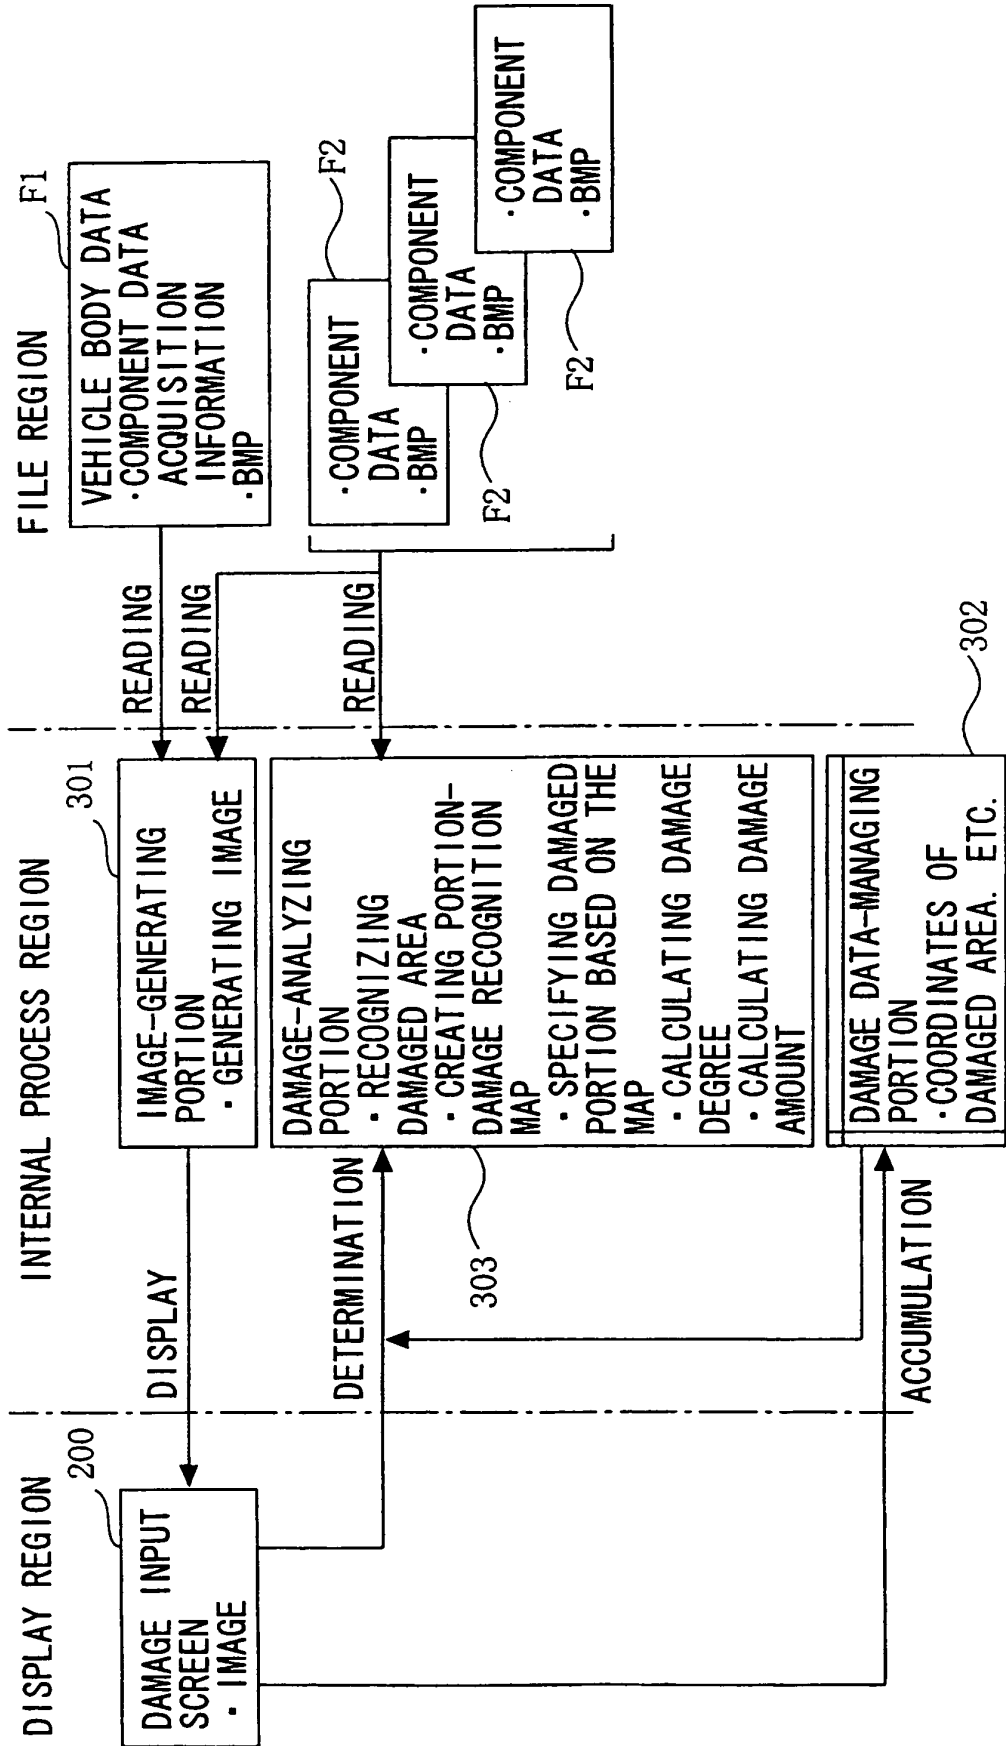 DISPLAY REGION
INTERNAL PROCESS REGION
FILE REGION
200
DAMAGE INPUT
SCREEN
・IMAGE
DISPLAY
DETERMINATION
ACCUMULATION
301
IMAGE-GENERATING
PORTION
・GENERATING IMAGE
DAMAGE-ANALYZING
PORTION
・RECOGNIZING
DAMAGED AREA
・CREATING PORTION-
DAMAGE RECOGNITION
MAP
・SPECIFYING DAMAGED
PORTION BASED ON THE
MAP
・CALCULATING DAMAGE
DEGREE
・CALCULATING DAMAGE
AMOUNT
303
DAMAGE DATA-MANAGING
PORTION
・COORDINATES OF
DAMAGED AREA. ETC.
302
READING
READING
READING
F1
VEHICLE BODY DATA
・COMPONENT DATA
ACQUISITION
INFORMATION
・BMP
F2
・COMPONENT
DATA
・BMP
F2
・COMPONENT
DATA
・BMP
F2
・COMPONENT
DATA
・BMP